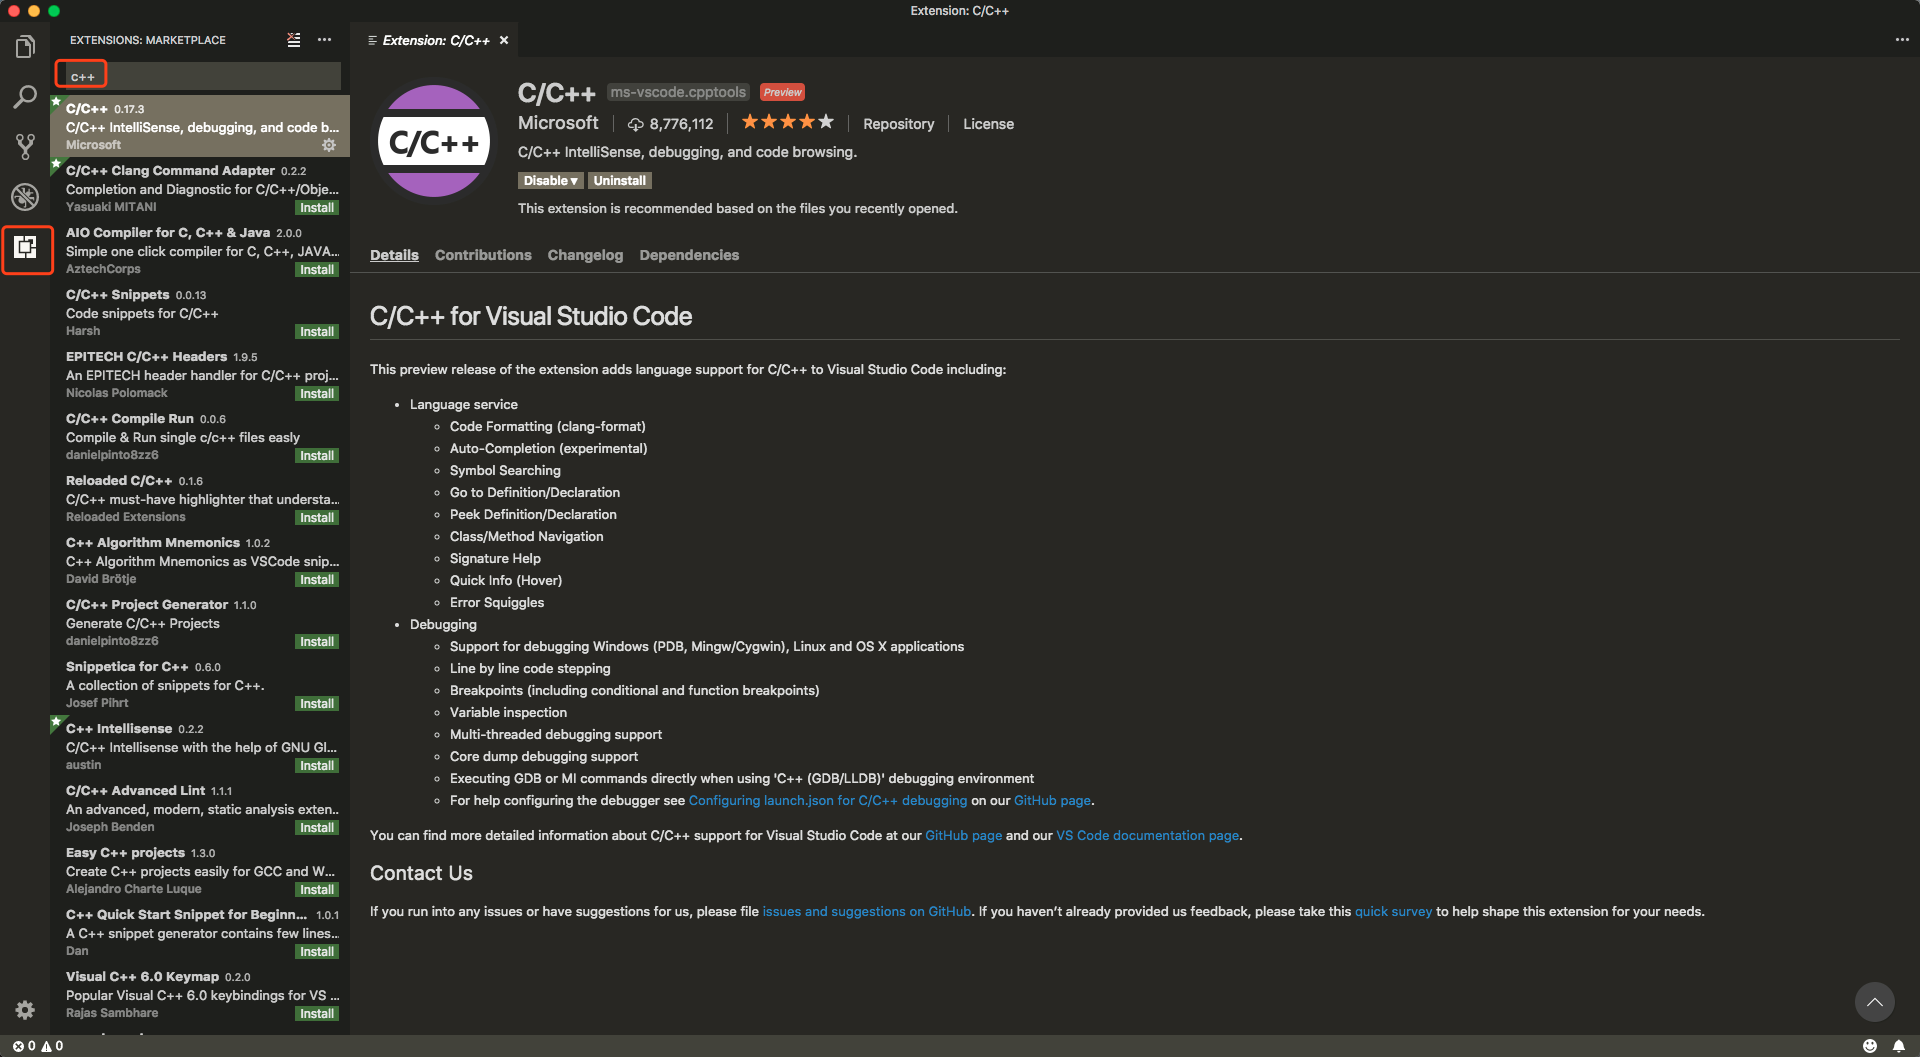 Extension: C/C++
EXTENSIONS: MARKETPLACE
Extension: C/C++
c++
C/C++ 0.17.3
C/C++ IntelliSense, debugging, and code b...
Microsoft
C/C++ Clang Command Adapter 0.2.2
Completion and Diagnostic for C/C++/Obje...
Yasuaki MITANI
Install
AIO Compiler for C, C++ & Java 2.0.0
Simple one click compiler for C, C++, JAVA...
AztechCorps
Install
C/C++ Snippets 0.0.13
Code snippets for C/C++
Harsh
Install
EPITECH C/C++ Headers 1.9.5
An EPITECH header handler for C/C++ proj...
Nicolas Polomack
Install
C/C++ Compile Run 0.0.6
Compile & Run single c/c++ files easly
danielpinto8zz6
Install
Reloaded C/C++ 0.1.6
C/C++ must-have highlighter that understa...
Reloaded Extensions
Install
C++ Algorithm Mnemonics 1.0.2
C++ Algorithm Mnemonics as VSCode snip...
David Brötje
Install
C/C++ Project Generator 1.1.0
Generate C/C++ Projects
danielpinto8zz6
Install
Snippetica for C++ 0.6.0
A collection of snippets for C++.
Josef Pihrt
Install
C++ Intellisense 0.2.2
C/C++ Intellisense with the help of GNU Gl...
austin
Install
C/C++ Advanced Lint 1.1.1
An advanced, modern, static analysis exten...
Joseph Benden
Install
Easy C++ projects 1.3.0
Create C++ projects easily for GCC and W...
Alejandro Charte Luque
Install
C++ Quick Start Snippet for Beginn... 1.0.1
A C++ snippet generator contains few lines...
Dan
Install
Visual C++ 6.0 Keymap 0.2.0
Popular Visual C++ 6.0 keybindings for VS ...
Rajas Sambhare
Install
C/C++
C/C++ ms-vscode.cpptools Preview
Microsoft 8,776,112 Repository License
C/C++ IntelliSense, debugging, and code browsing.
Disable Uninstall
This extension is recommended based on the files you recently opened.
Details Contributions Changelog Dependencies
C/C++ for Visual Studio Code
This preview release of the extension adds language support for C/C++ to Visual Studio Code including:
Language service
Code Formatting (clang-format)
Auto-Completion (experimental)
Symbol Searching
Go to Definition/Declaration
Peek Definition/Declaration
Class/Method Navigation
Signature Help
Quick Info (Hover)
Error Squiggles
Debugging
Support for debugging Windows (PDB, Mingw/Cygwin), Linux and OS X applications
Line by line code stepping
Breakpoints (including conditional and function breakpoints)
Variable inspection
Multi-threaded debugging support
Core dump debugging support
Executing GDB or MI commands directly when using 'C++ (GDB/LLDB)' debugging environment
For help configuring the debugger see Configuring launch.json for C/C++ debugging on our GitHub page.
You can find more detailed information about C/C++ support for Visual Studio Code at our GitHub page and our VS Code documentation page.
Contact Us
If you run into any issues or have suggestions for us, please file issues and suggestions on GitHub. If you haven't already provided us feedback, please take this quick survey to help shape this extension for your needs.
0 0